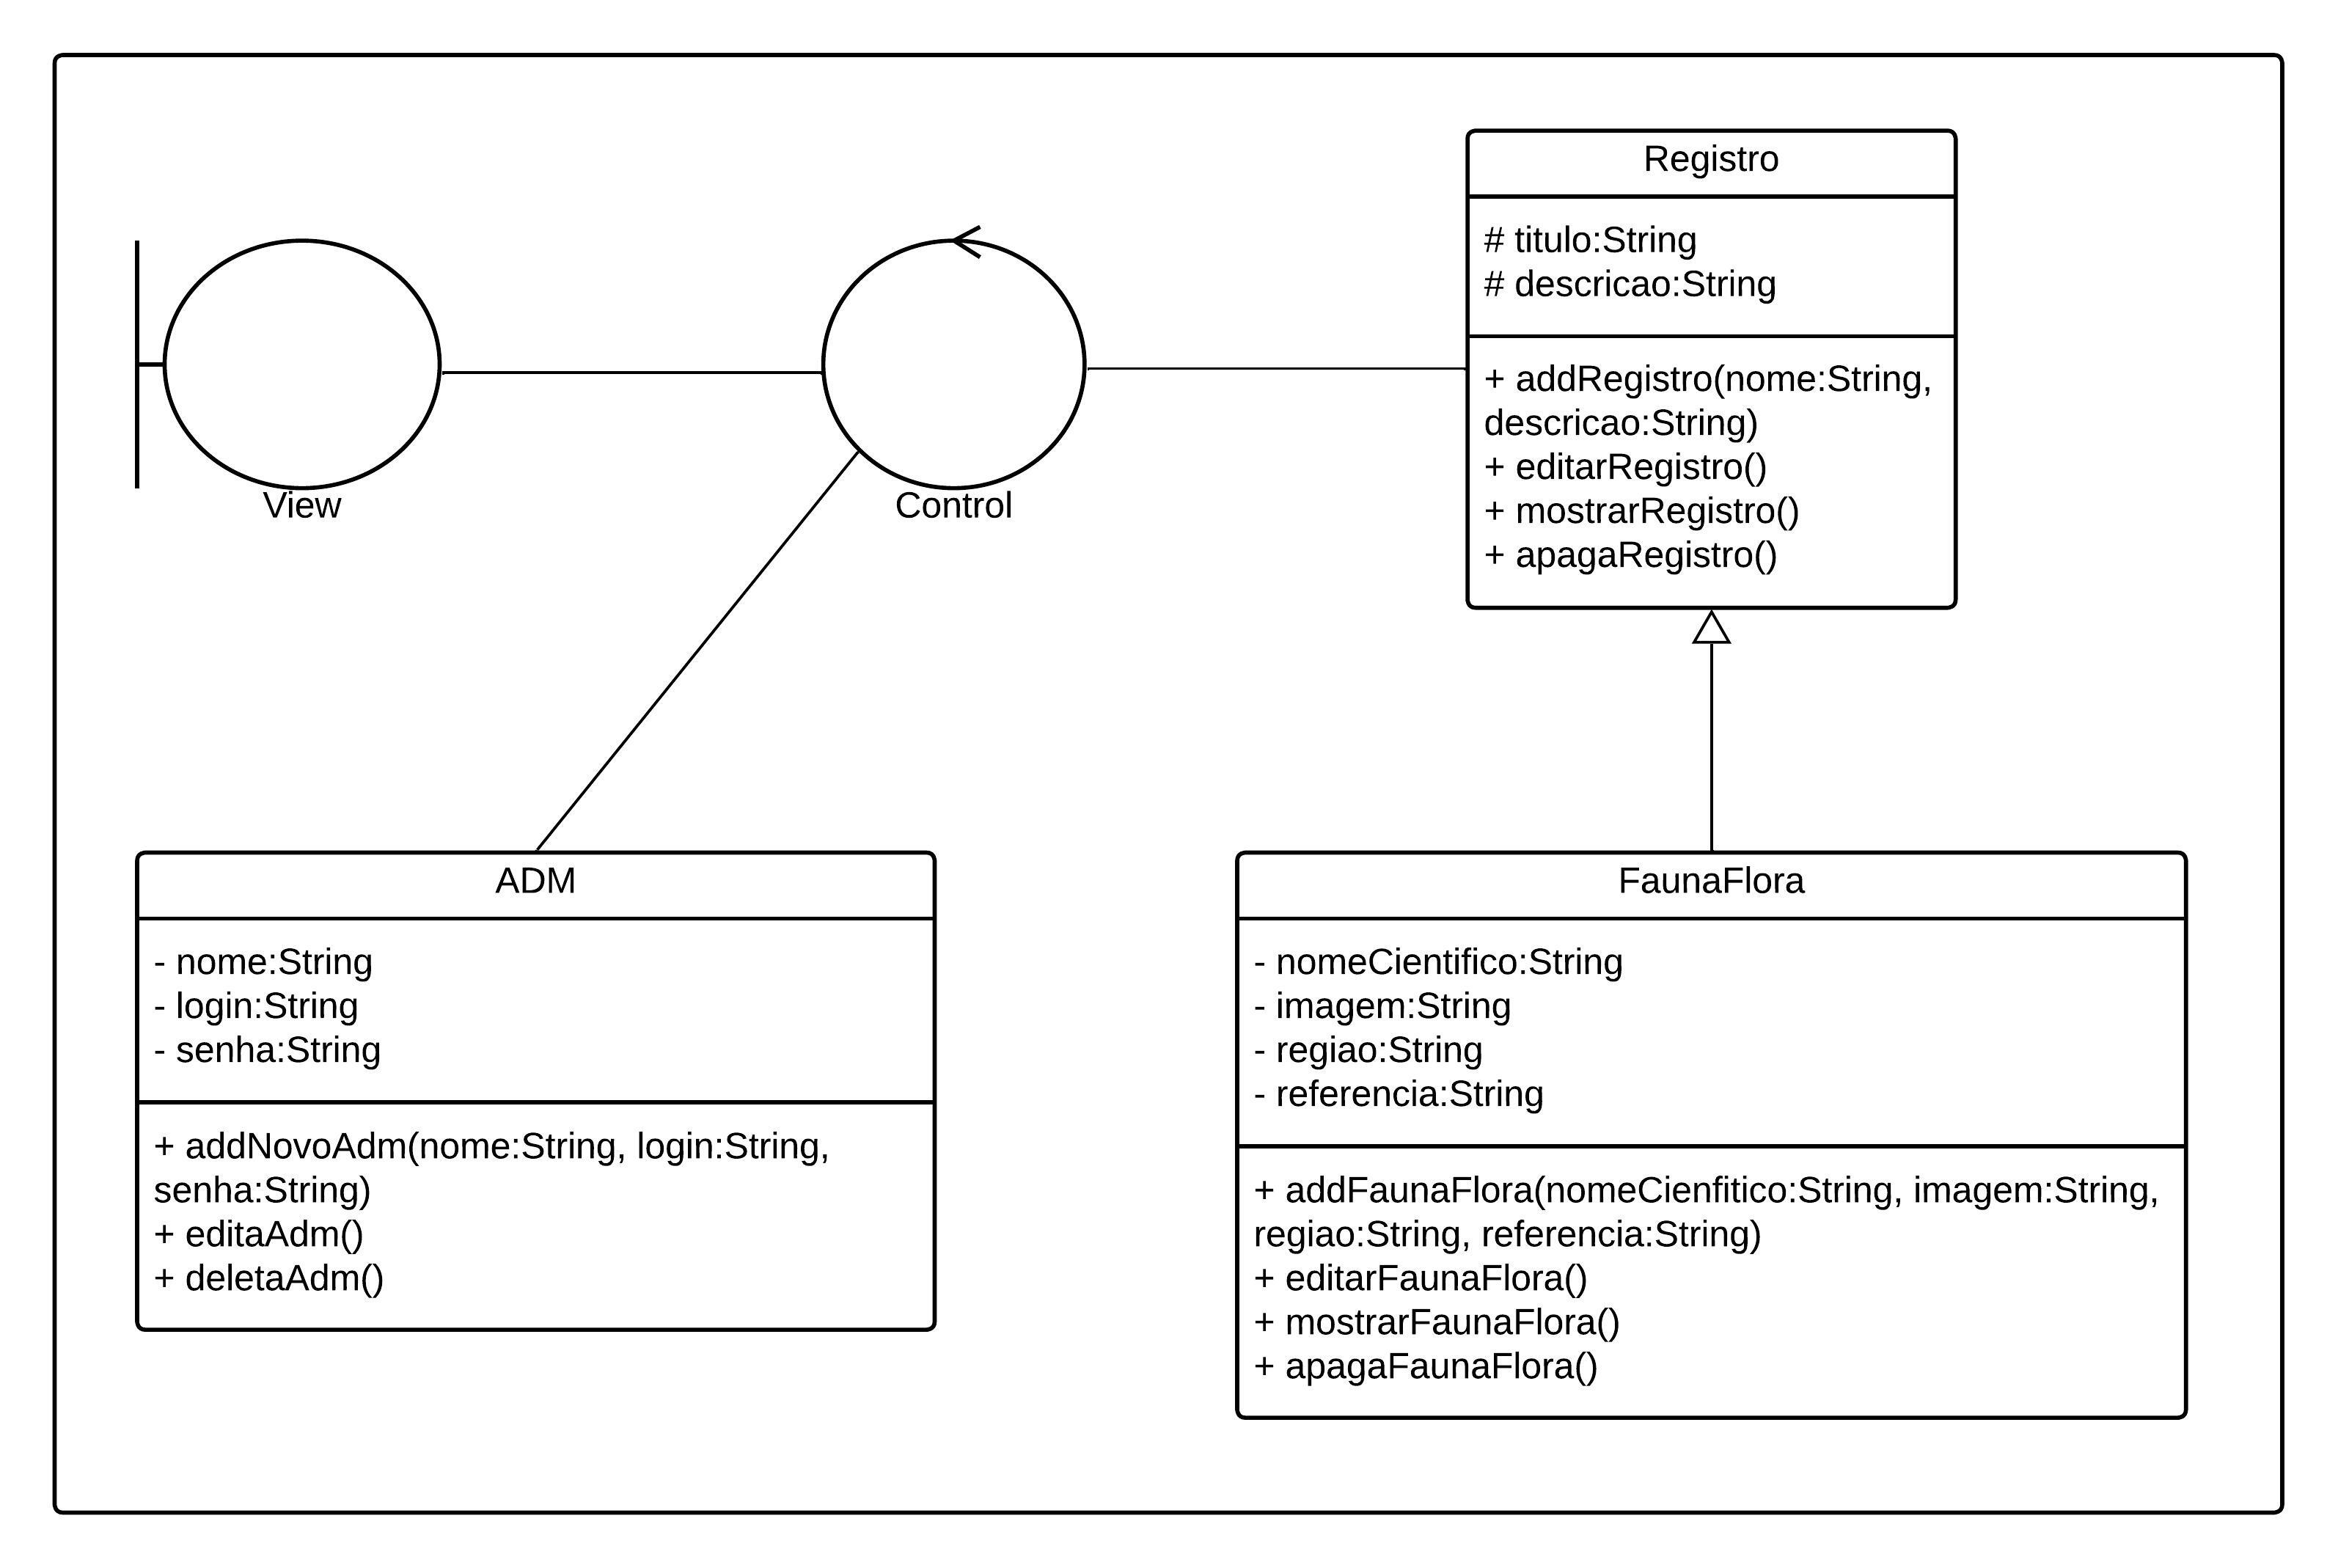 View
Control
Registro
# titulo:String
# descricao:String
+ addRegistro(nome:String,
descricao:String)
+ editarRegistro()
+ mostrarRegistro()
+ apagaRegistro()
ADM
- nome:String
- login:String
- senha:String
+ addNovoAdm(nome:String, login:String,
senha:String)
+ editaAdm()
+ deletaAdm()
FaunaFlora
- nomeCientifico:String
- imagem:String
- regiao:String
- referencia:String
+ addFaunaFlora(nomeCienfitico:String, imagem:String,
regiao:String, referencia:String)
+ editarFaunaFlora()
+ mostrarFaunaFlora()
+ apagaFaunaFlora()